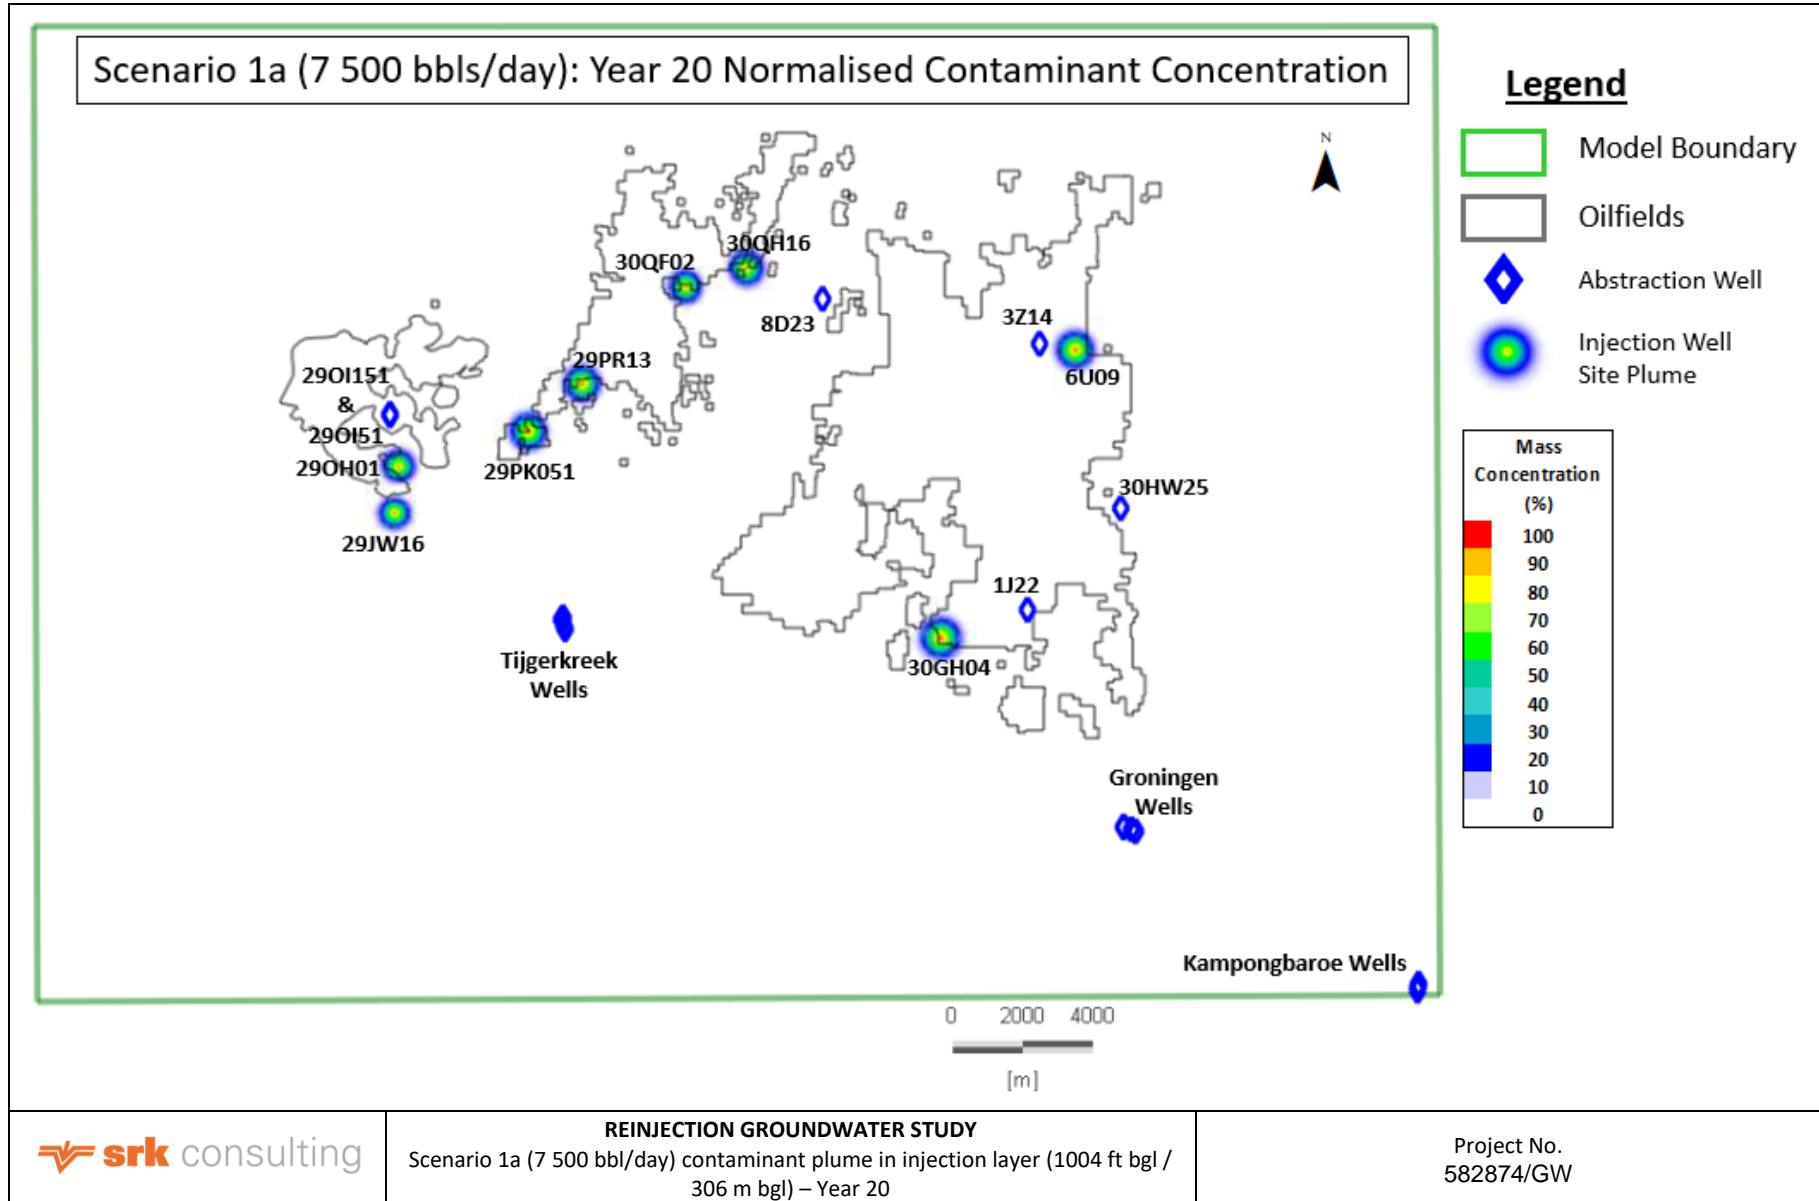 Scenario 1a (7 500 bbls/day): Year 20 Normalised Contaminant Concentration
N
30QH16
30QF02
8D23
3Z14
6U09
29PR13
29OI151
&
29OI51
29OH01
29PK051
29JW16
30HW25
1J22
30GH04
Tijgerkreek
Wells
Groningen
Wells
Kampongbaroe Wells
0 2000 4000
[m]
Legend
Model Boundary
Oilfields
Abstraction Well
Injection Well
Site Plume
Mass
Concentration
(%)
100
90
80
70
60
50
40
30
20
10
0
srk consulting
REINJECTION GROUNDWATER STUDY
Scenario 1a (7 500 bbl/day) contaminant plume in injection layer (1004 ft bgl /
306 m bgl) – Year 20
Project No.
582874/GW